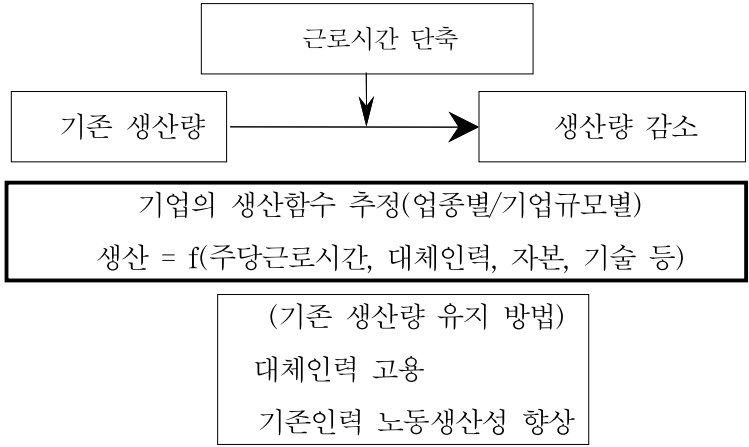 근로시간 단축
기존 생산량
생산량 감소
기업의 생산함수 추정(업종별/기업규모별)
생산 = f(주당근로시간, 대체인력, 자본, 기술 등)
(기존 생산량 유지 방법)
대체인력 고용
기존인력 노동생산성 향상